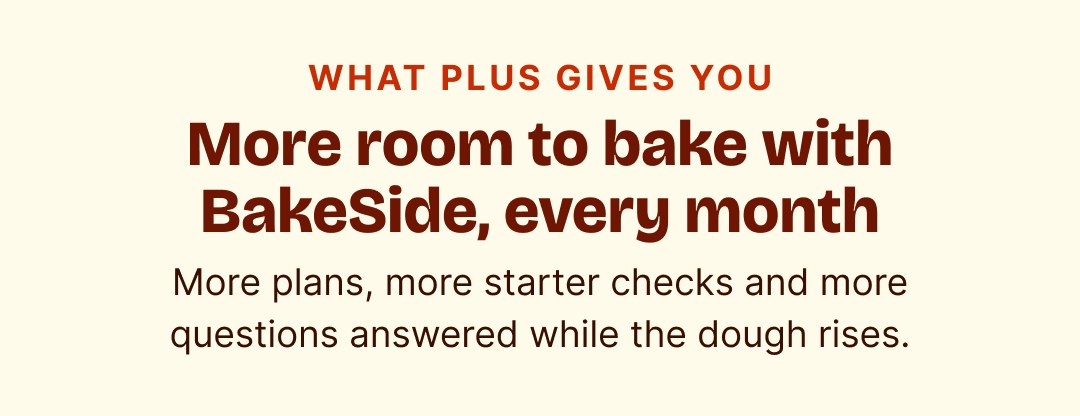 WHAT PLUS GIVES YOU
More room to bake with
BakeSide, every month
More plans, more starter checks and more
questions answered while the dough rises.